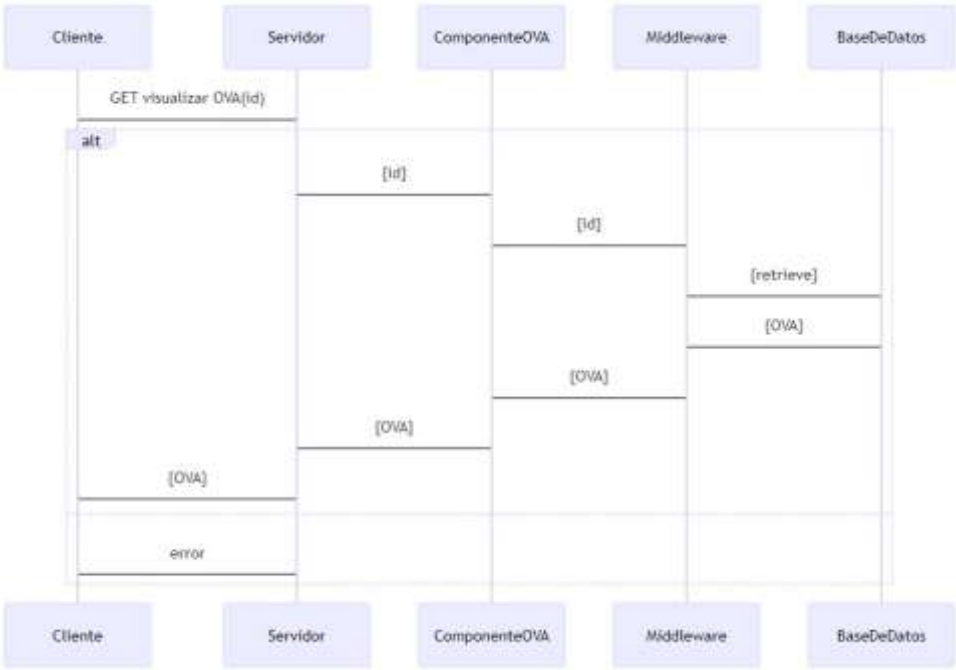 Cliente
Servidor
ComponenteOVA
Middleware
BaseDeDatos
GET visualizar OVA(id)
alt
[id]
[id]
[retrieve]
[OVA]
[OVA]
[OVA]
[OVA]
error
Cliente
Servidor
ComponenteOVA
Middleware
BaseDeDatos